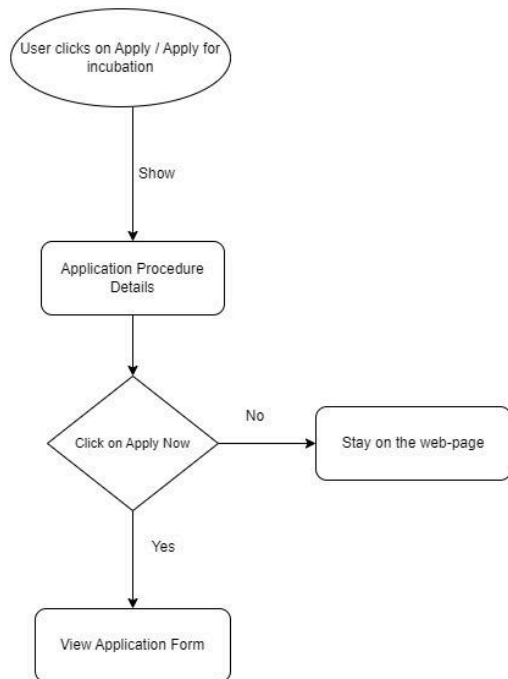 User clicks on Apply / Apply for
incubation
Show
Application Procedure
Details
Click on Apply Now
No
Stay on the web-page
Yes
View Application Form